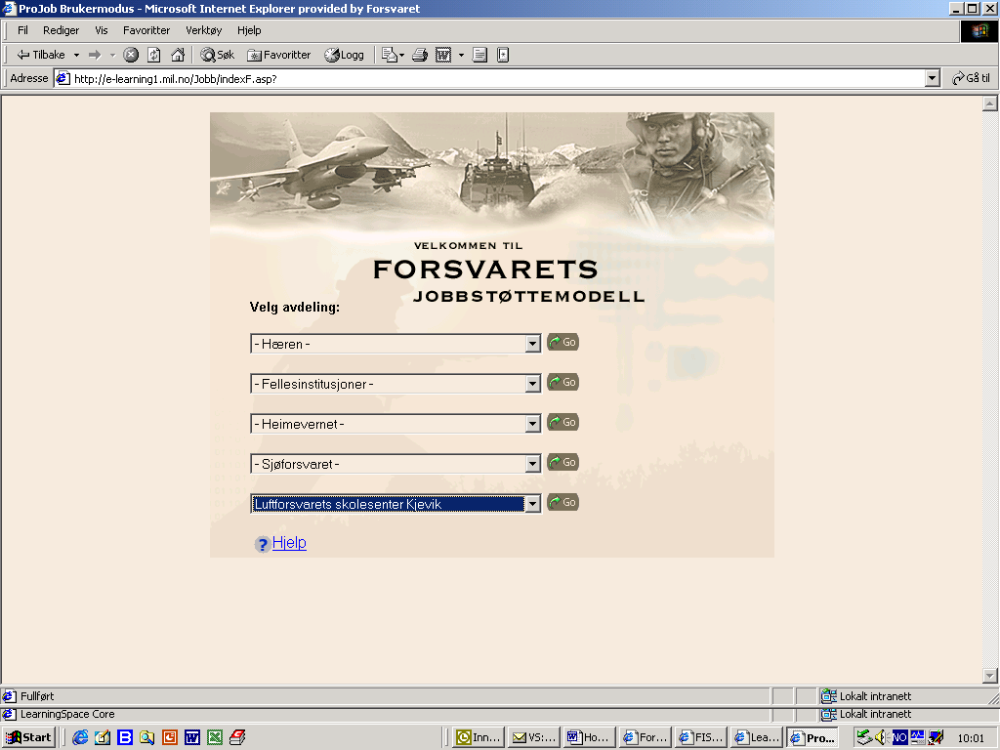 ProJob Brukermodus - Microsoft Internet Explorer provided by Forsvaret
Fil Rediger Vis Favoritter Verktøy Hjelp
Tilbake Søk Favoritter Logg
Adresse http://e-learning1.mil.no/Jobb/indexF.asp? Gå til
VELKOMMEN TIL
FORSVARETS
JOBBSTØTTEMODELL
Velg avdeling:
- Hæren - Go
- Fellesinstitusjoner - Go
- Heimevernet - Go
- Sjøforsvaret - Go
Luftforsvarets skolesenter Kjevik Go
? Hjelp
Fullført Lokalt intranett
LearningSpace Core Lokalt intranett
Start Inn... VS:... Ho... For... FIS... Lea... Pro... NO 10:01